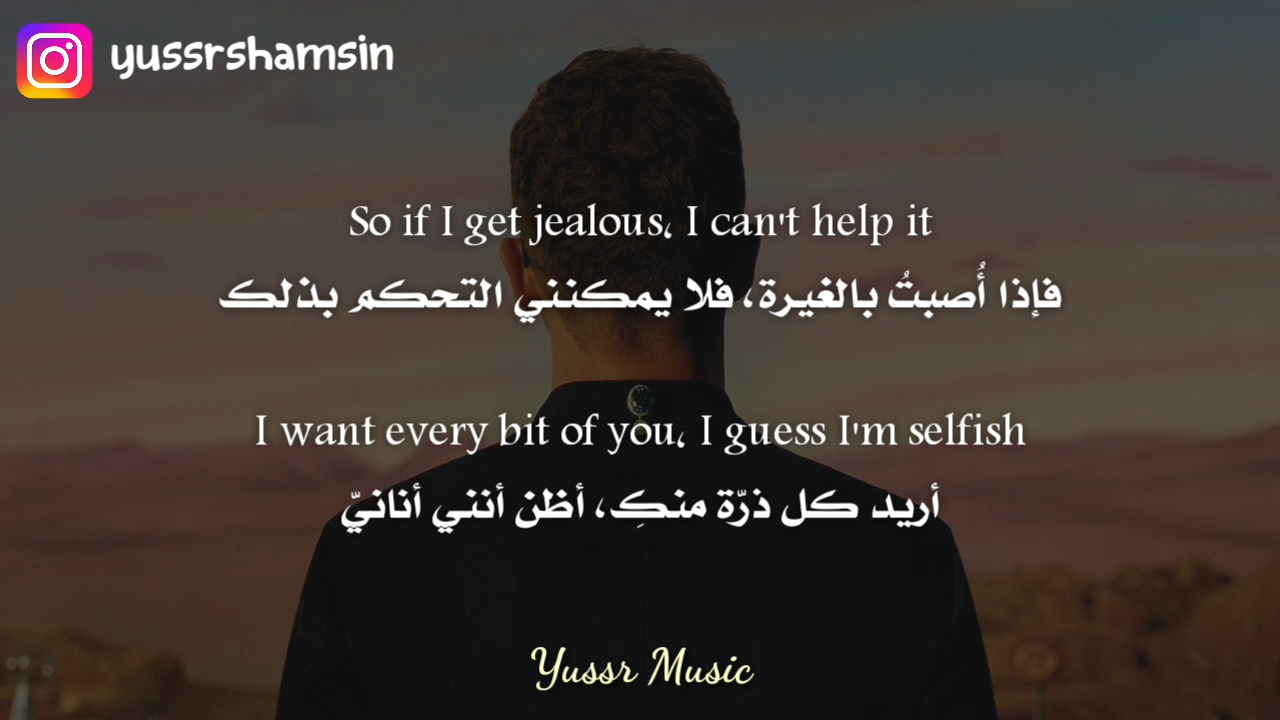 yussrshamsin
So if I get jealous، I can't help it
فإذا أُصبتُ بالغيرة، فلا يمكنني التحكم بذلك
I want every bit of you، I guess I'm selfish
أريد كل ذرّة منكِ، أظن أنني أنانيّ
Yussr Music